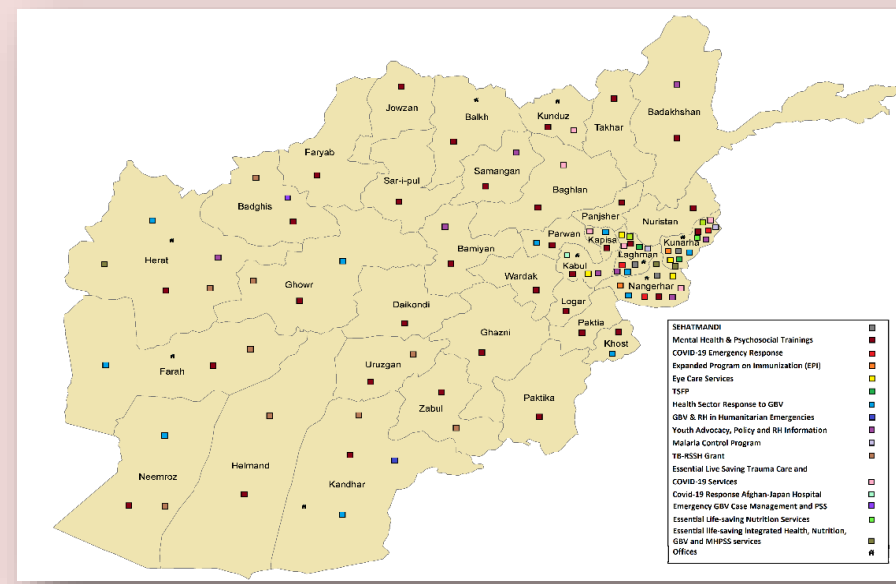 Jowzan
Balkh
Kunduz
Takhar
Badakhshan
Faryab
Sar-i-pul
Samangan
Baghlan
Badghis
Panjsher
Nuristan
Kunarha
Parwan
Kapisa
Laghman
Herat
Bamiyan
Kabul
Wardak
Nangerhar
Ghowr
Logar
Daikondi
Paktia
Ghazni
Khost
Farah
Uruzgan
Zabul
Paktika
Neemroz
Helmand
Kandhar
SEHATMANDI
Mental Health & Psychosocial Trainings
COVID-19 Emergency Response
Expanded Program on Immunization (EPI)
Eye Care Services
TSFP
Health Sector Response to GBV
GBV & RH in Humanitarian Emergencies
Youth Advocacy, Policy and RH Information
Malaria Control Program
TB-RSSH Grant
Essential Live Saving Trauma Care and
COVID-19 Services
Covid-19 Response Afghan-Japan Hospital
Emergency GBV Case Management and PSS
Essential Life-saving Nutrition Services
Essential life-saving integrated Health, Nutrition,
GBV and MHPSS services
Offices